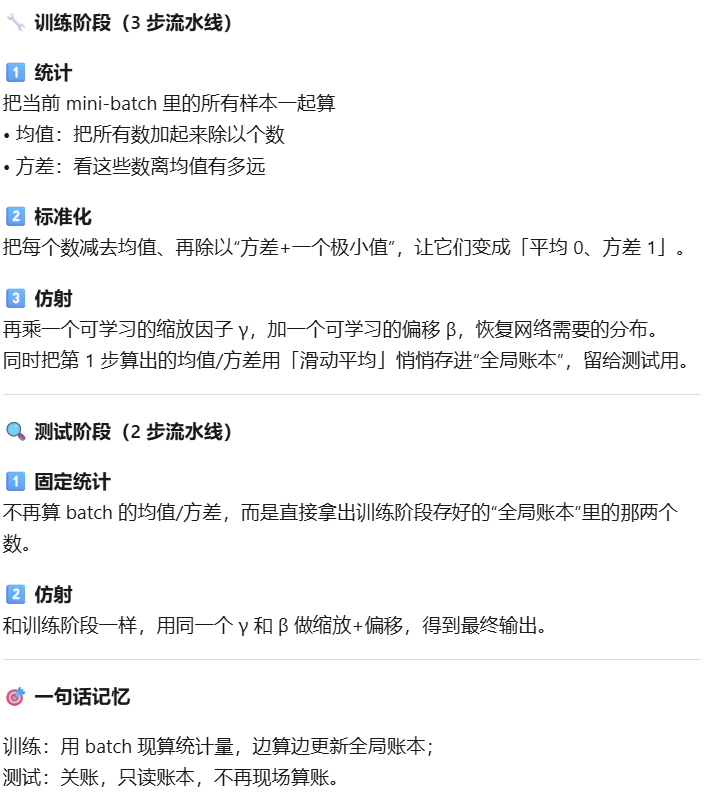 🔧 训练阶段（3 步流水线）
1️⃣ 统计
把当前 mini-batch 里的所有样本一起算
• 均值：把所有数加起来除以个数
• 方差：看这些数离均值有多远
2️⃣ 标准化
把每个数减去均值、再除以“方差+一个极小值”，让它们变成「平均 0、方差 1」。
3️⃣ 仿射
再乘一个可学习的缩放因子 γ，加一个可学习的偏移 β，恢复网络需要的分布。
同时把第 1 步算出的均值/方差用「滑动平均」悄悄存进“全局账本”，留给测试用。
🔍 测试阶段（2 步流水线）
1️⃣ 固定统计
不再算 batch 的均值/方差，而是直接拿出训练阶段存好的“全局账本”里的那两个
数。
2️⃣ 仿射
和训练阶段一样，用同一个 γ 和 β 做缩放+偏移，得到最终输出。
🎯 一句话记忆
训练：用 batch 现算统计量，边算边更新全局账本；
测试：关账，只读账本，不再现场算账。